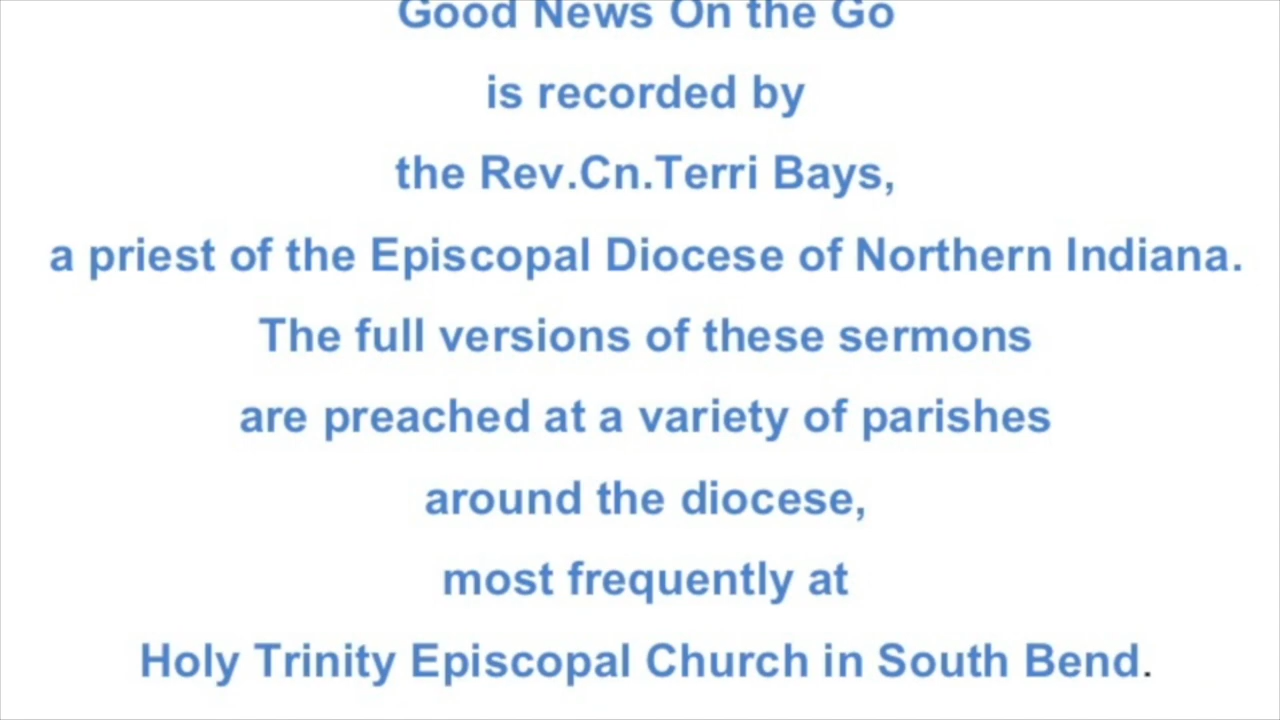 Good News On the Go
is recorded by
the Rev.Cn.Terri Bays,
a priest of the Episcopal Diocese of Northern Indiana.
The full versions of these sermons
are preached at a variety of parishes
around the diocese,
most frequently at
Holy Trinity Episcopal Church in South Bend.